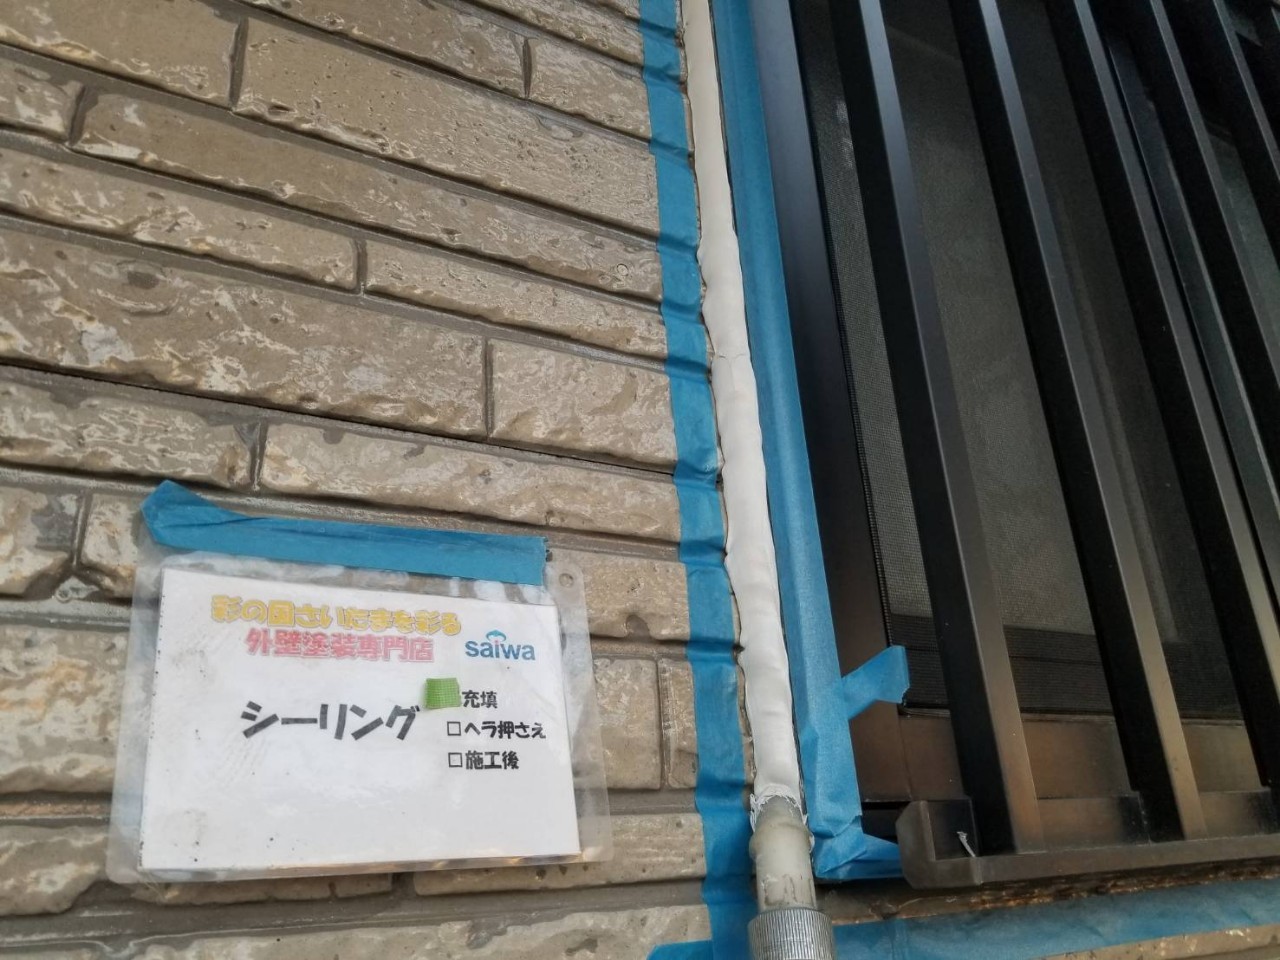 彩の国さいたまを彩る
外壁塗装専門店
saiwa
シーリング
充填
□ヘラ押さえ
□施工後